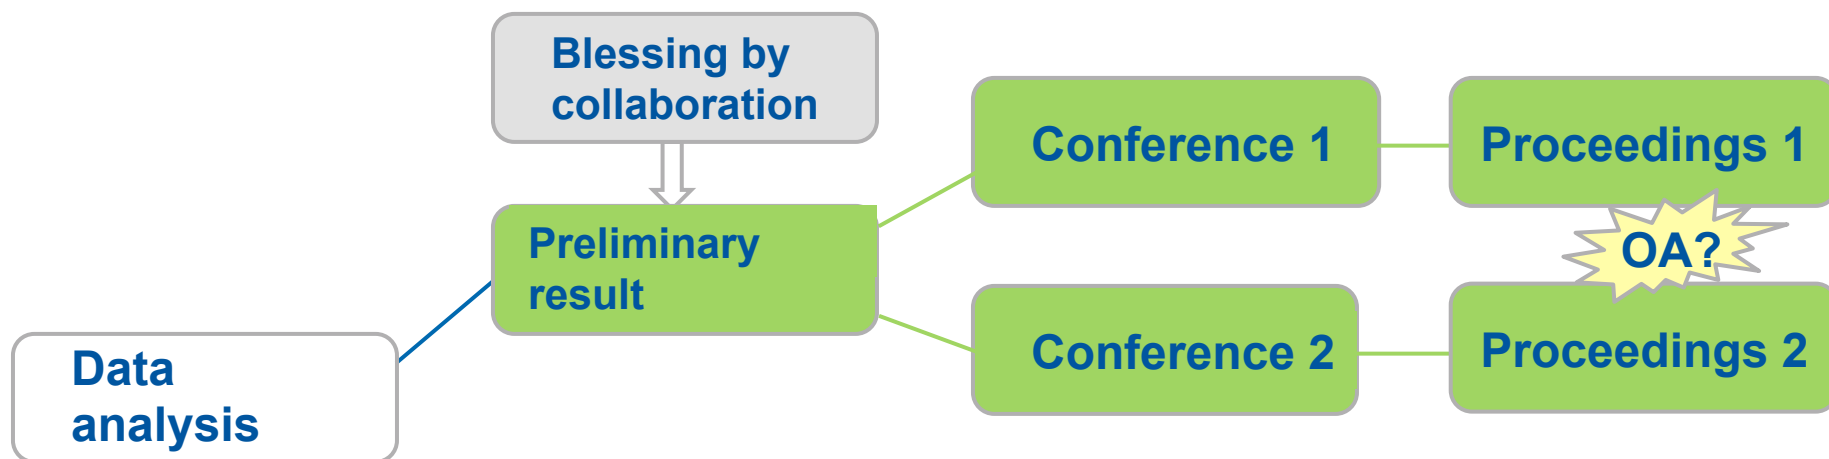 Blessing by
collaboration
Conference 1
Proceedings 1
Preliminary
result
OA?
Conference 2
Proceedings 2
Data
analysis